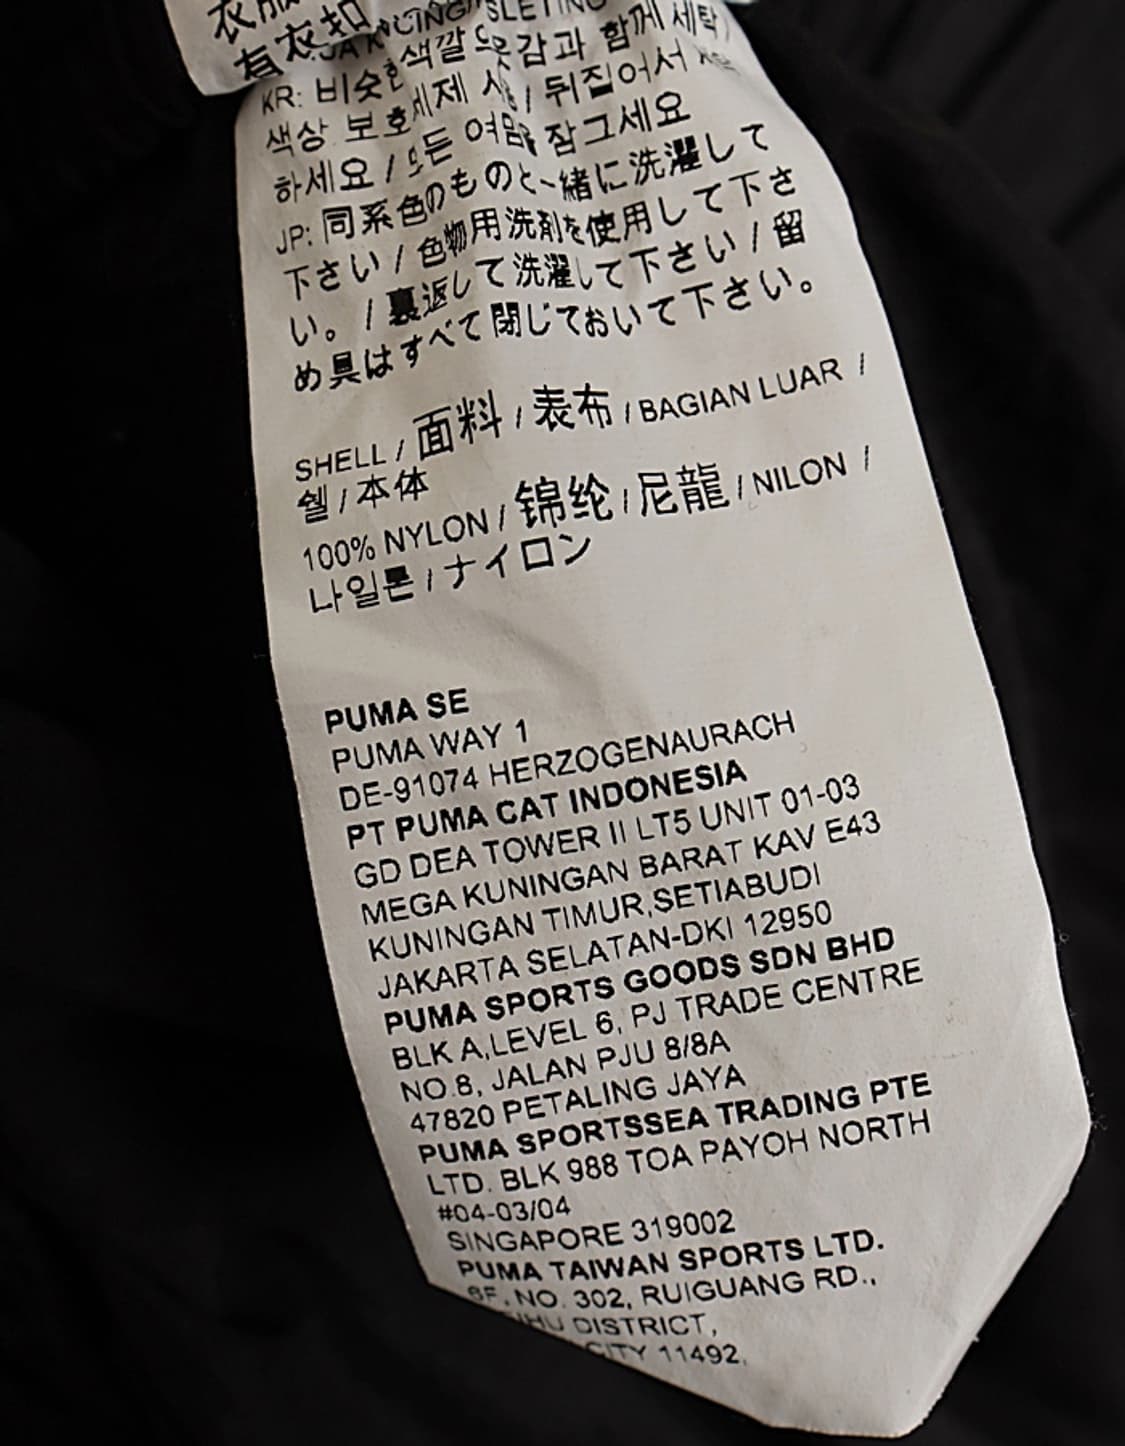 衣服
有衣扣
KR: 비슷한 색깔 옷감과 함께 세탁/
색상 보호 세제 사용/ 뒤집어서
하세요 / 모든 여밈을 잠그세요
JP: 同系色のものと一緒に洗濯して
下さい / 色物用洗剤を使用して下さ
い。/ 裏返して洗濯して下さい / 留
め具はすべて閉じておいて下さい。
SHELL / 面料 / 表布 / BAGIAN LUAR /
쉘 / 本体
100% NYLON / 锦纶 / 尼龍 / NILON /
나일론 / ナイロン
PUMA SE
PUMA WAY 1
DE-91074 HERZOGENAURACH
PT PUMA CAT INDONESIA
GD DEA TOWER II LT5 UNIT 01-03
MEGA KUNINGAN BARAT KAV E43
KUNINGAN TIMUR,SETIABUDI
JAKARTA SELATAN-DKI 12950
PUMA SPORTS GOODS SDN BHD
BLK A,LEVEL 6, PJ TRADE CENTRE
NO.8, JALAN PJU 8/8A
47820 PETALING JAYA
PUMA SPORTSSEA TRADING PTE
LTD. BLK 988 TOA PAYOH NORTH
#04-03/04
SINGAPORE 319002
PUMA TAIWAN SPORTS LTD.
6F., NO. 302, RUIGUANG RD.,
DISTRICT,
CITY 11492,